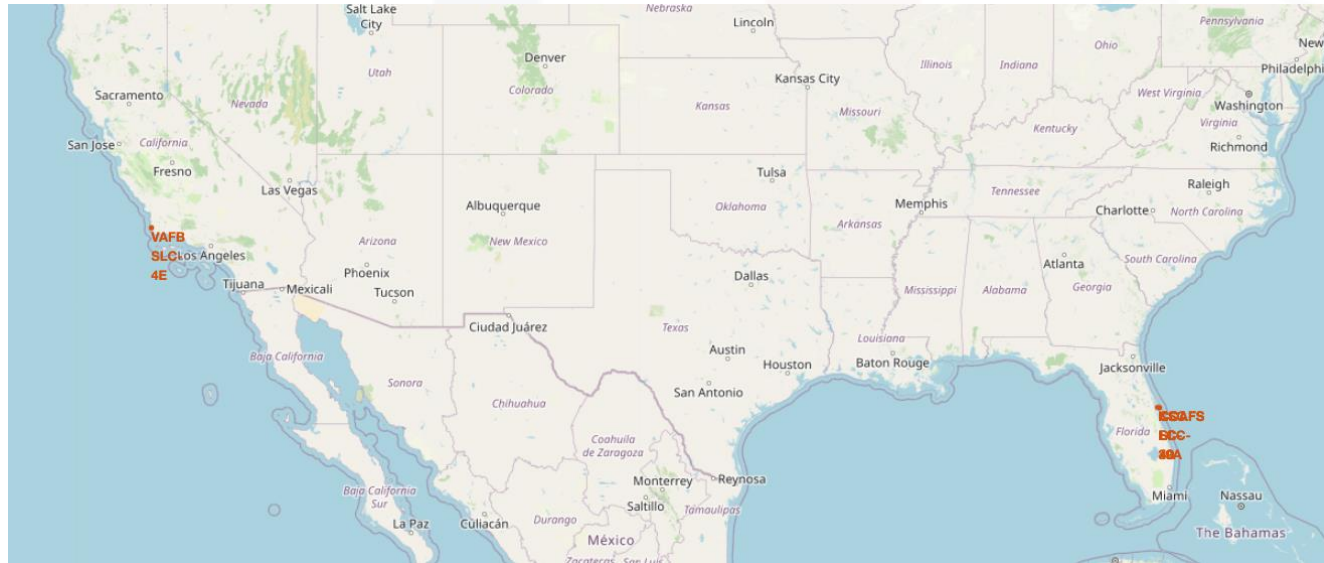 Salt Lake
City
Nebraska
Lincoln
Pennsylvania
New
Ohio
Illinois
Indiana
Philadelphi
Denver
Utah
Colorado
Kansas City
Sacramento
Nevada
Kansas
Missouri
West Virginia
Washington
Virginia
San Jose
California
Kentucky
Richmond
Fresno
Las Vegas
Tulsa
Tennessee
Raleigh
Albuquerque
Oklahoma
Arkansas
Memphis
Charlotte
North Carolina
VAFB
SLC-
4E
Los Angeles
Arizona
New Mexico
Phoenix
Dallas
Atlanta
South Carolina
Tijuana
Mexicali
Tucson
Mississippi
Alabama
Georgia
Ciudad Juárez
Texas
Louisiana
Baja California
Sonora
Austin
Houston
Baton Rouge
Jacksonville
San Antonio
Chihuahua
Florida
Coahuila
de Zaragoza
Monterrey
Reynosa
Saltillo
Tamaulipas
Baja California
Sur
La Paz
Culiacán
Durango
México
Zacatecas
San Luis
Miami
Nassau
The Bahamas